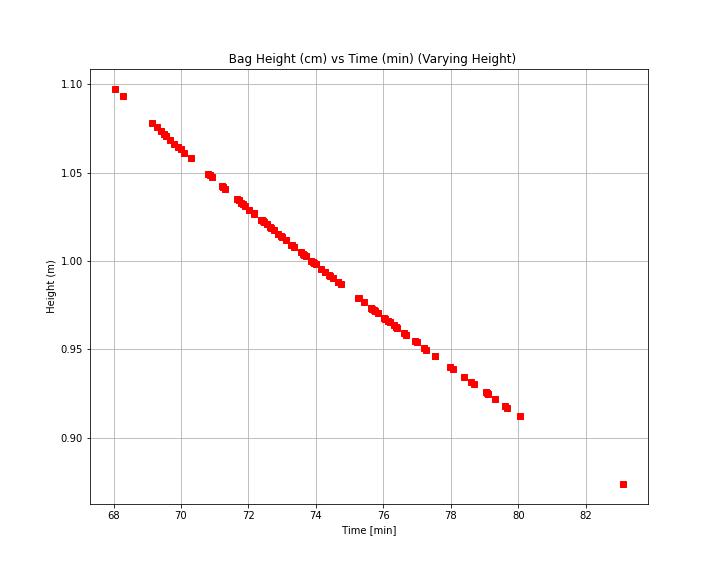 Bag Height (cm) vs Time (min) (Varying Height)
1.10
1.05
1.00
0.95
0.90
Height (m)
68 70 72 74 76 78 80 82
Time [min]